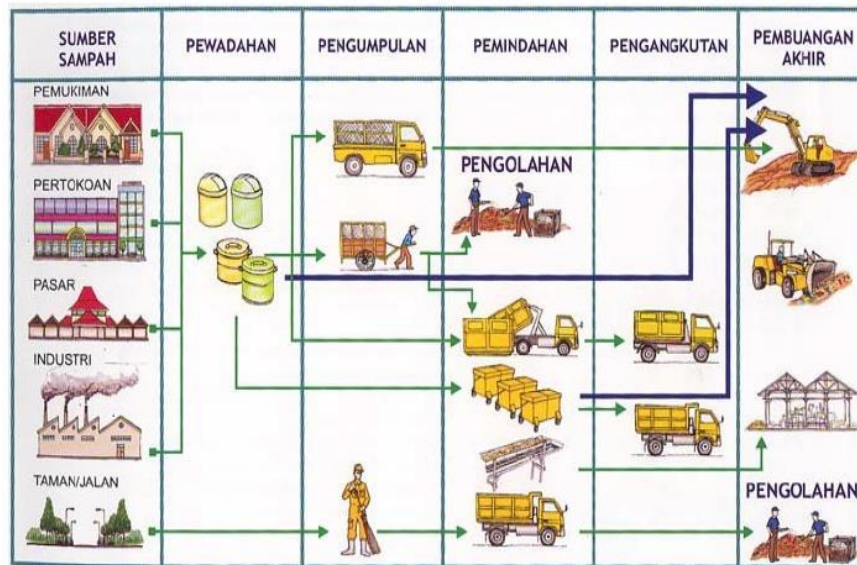 SUMBER
SAMPAH
PEWADAHAN
PENGUMPULAN
PEMINDAHAN
PENGANGKUTAN
PEMBUANGAN
AKHIR
PEMUKIMAN
PERTOKOAN
PENGOLAHAN
PASAR
INDUSTRI
TAMAN/JALAN
PENGOLAHAN